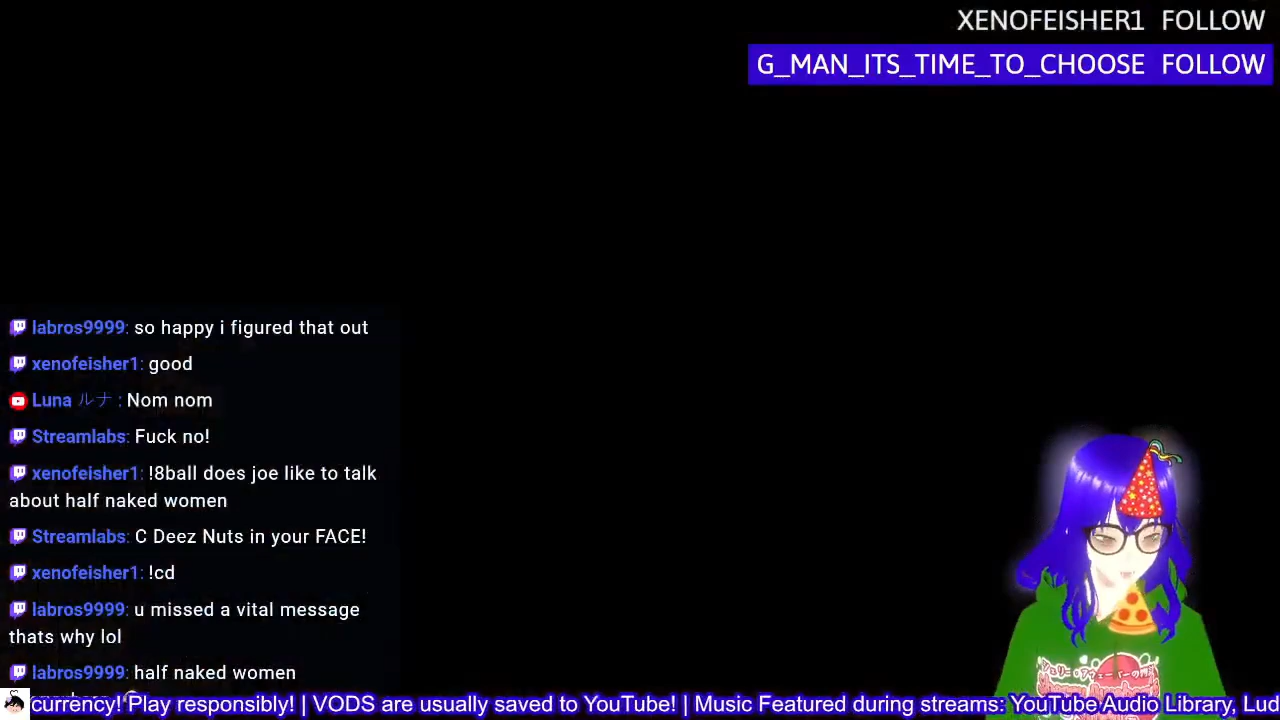 XENOFEISHER1 FOLLOW
G_MAN_ITS_TIME_TO_CHOOSE FOLLOW
labros9999: so happy i figured that out
xenofeisher1: good
Luna ルナ : Nom nom
Streamlabs: Fuck no!
xenofeisher1: !8ball does joe like to talk
about half naked women
Streamlabs: C Deez Nuts in your FACE!
xenofeisher1: !cd
labros9999: u missed a vital message
thats why lol
labros9999: half naked women
currency! Play responsibly! | VODS are usually saved to YouTube! | Music Featured during streams: YouTube Audio Library, Lud